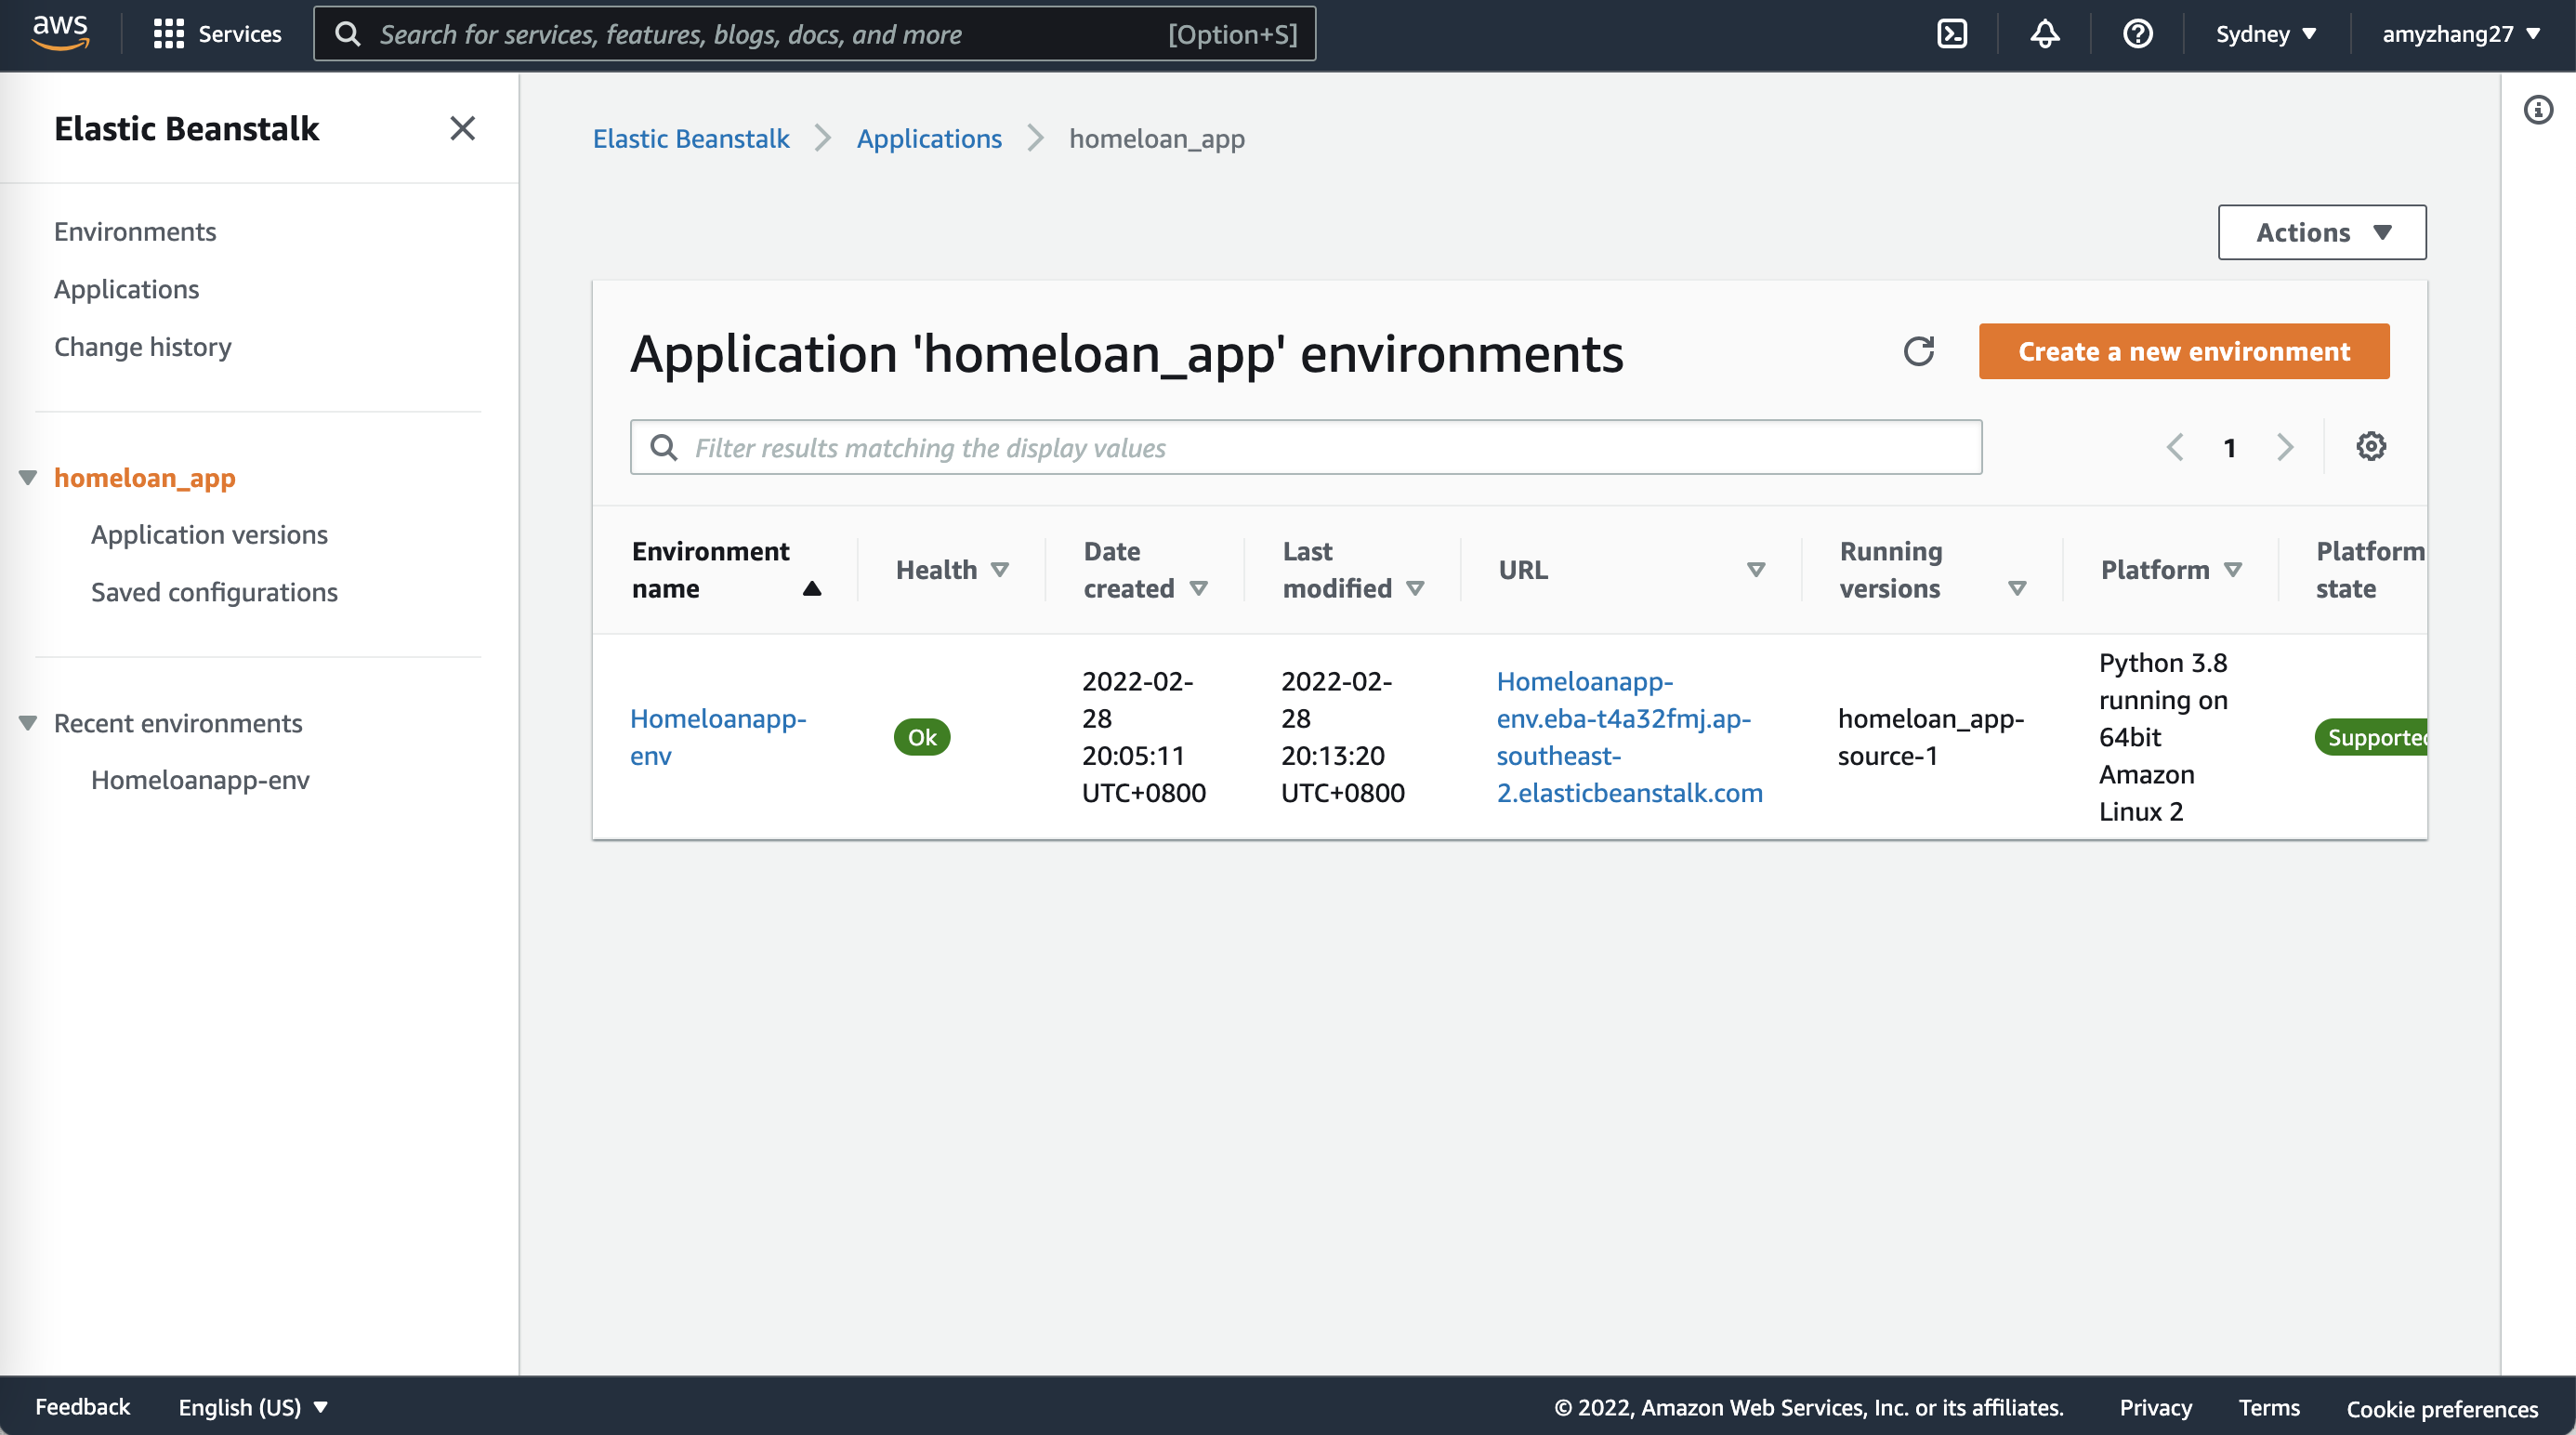 aws
Services
Search for services, features, blogs, docs, and more
[Option+S]
Sydney
amyzhang27
Elastic Beanstalk
Environments
Applications
Change history
homeloan_app
Application versions
Saved configurations
Recent environments
Homeloanapp-env
Elastic Beanstalk
Applications
homeloan_app
Actions
Application 'homeloan_app' environments
Create a new environment
Filter results matching the display values
1
Environment
name
Health
Date
created
Last
modified
URL
Running
versions
Platform
Platform
state
Homeloanapp-
env
Ok
2022-02-
28
20:05:11
UTC+0800
2022-02-
28
20:13:20
UTC+0800
Homeloanapp-
env.eba-t4a32fmj.ap-
southeast-
2.elasticbeanstalk.com
homeloan_app-
source-1
Python 3.8
running on
64bit
Amazon
Linux 2
Supported
Feedback
English (US)
© 2022, Amazon Web Services, Inc. or its affiliates.
Privacy
Terms
Cookie preferences